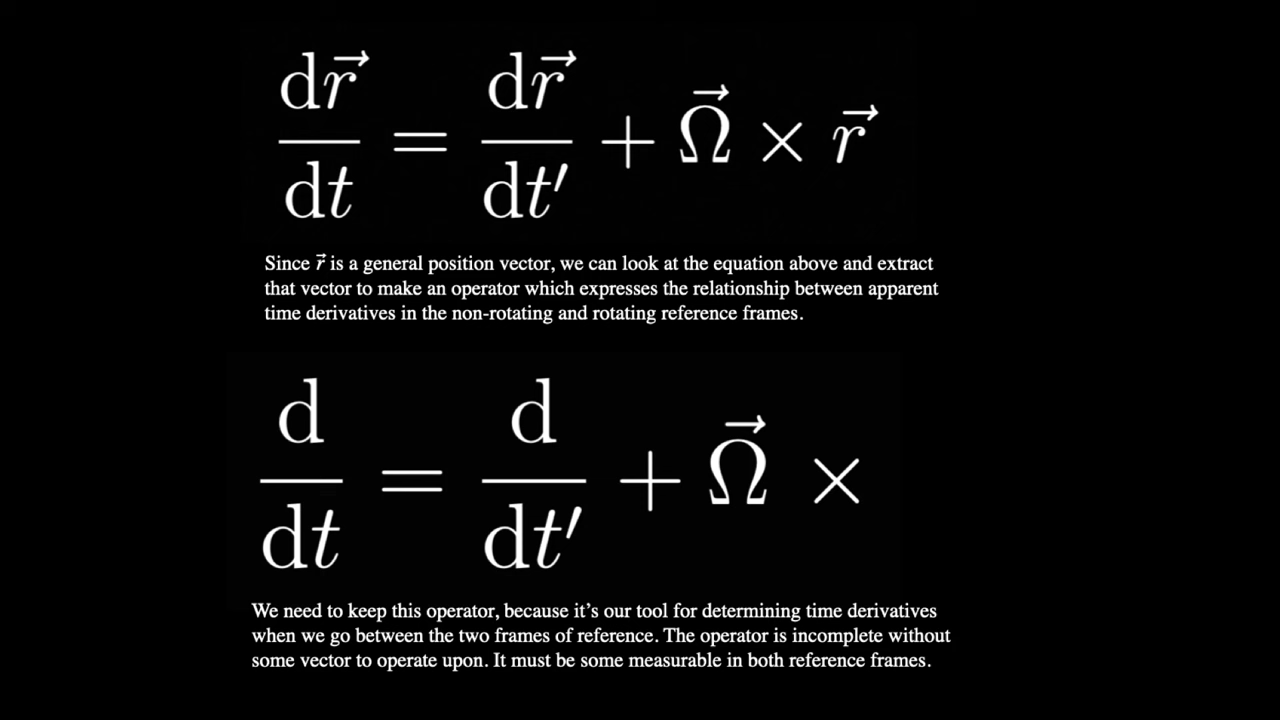 dr⃗/dt = dr⃗/dt′ + Ω⃗ × r⃗
Since r⃗ is a general position vector, we can look at the equation above and extract
that vector to make an operator which expresses the relationship between apparent
time derivatives in the non-rotating and rotating reference frames.
d/dt = d/dt′ + Ω⃗ ×
We need to keep this operator, because it’s our tool for determining time derivatives
when we go between the two frames of reference. The operator is incomplete without
some vector to operate upon. It must be some measurable in both reference frames.